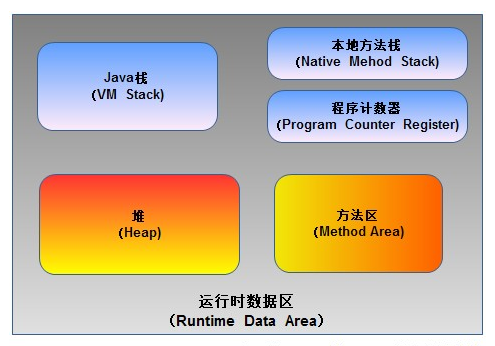 Java栈
（VM Stack)
本地方法栈
(Native Mehod Stack)
程序计数器
(Program Counter Register)
堆
(Heap)
方法区
(Method Area)
运行时数据区
（Runtime Data Area）